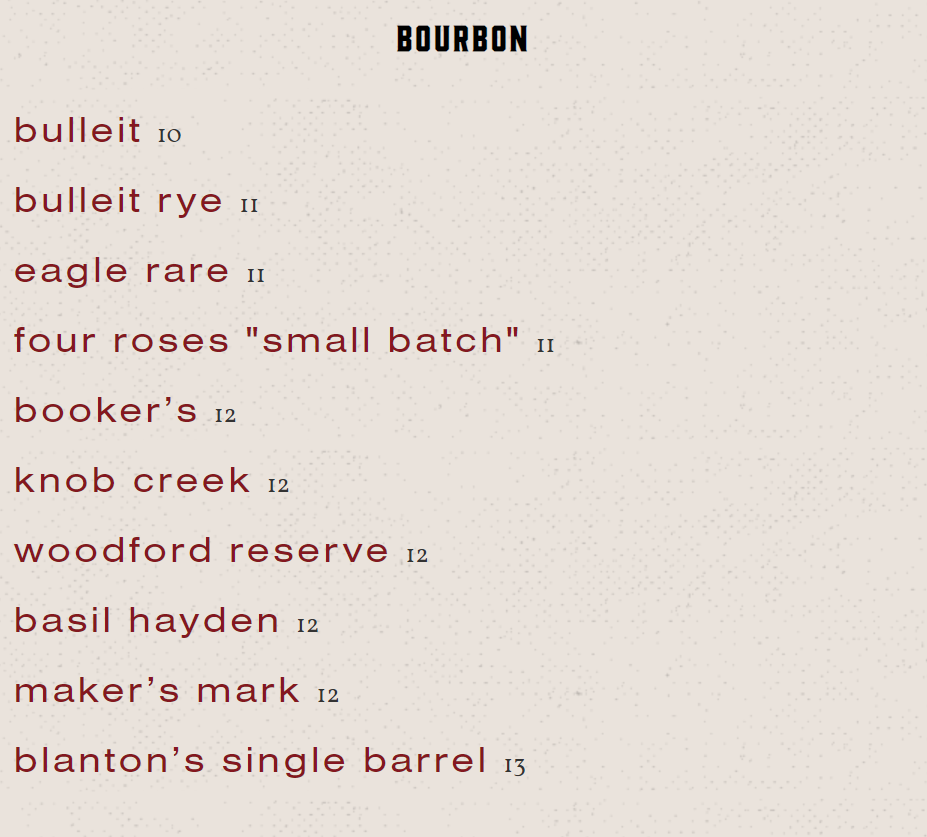 BOURBON
bulleit 10
bulleit rye 11
eagle rare 11
four roses "small batch" 11
booker’s 12
knob creek 12
woodford reserve 12
basil hayden 12
maker’s mark 12
blanton’s single barrel 13